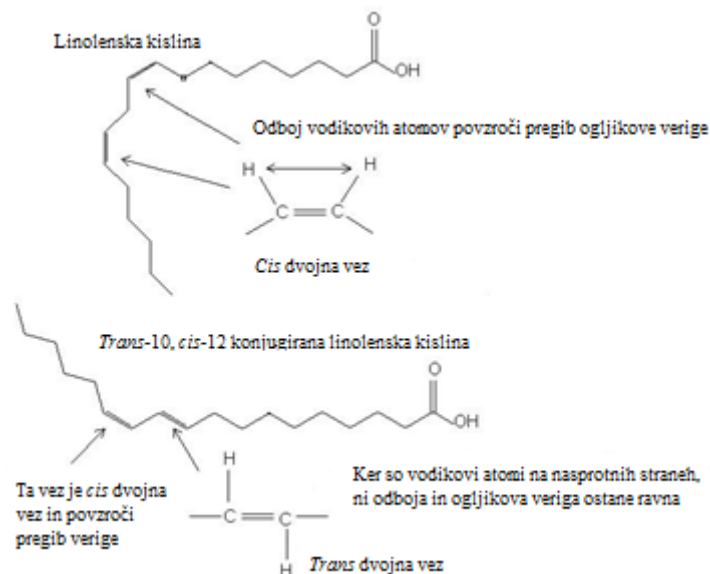 Linolenska kislina
O
OH
Odboj vodikovih atomov povzroči pregib ogljikove verige
H H
C C
Cis dvojna vez
Trans-10, cis-12 konjugirana linolenska kislina
O
OH
Ta vez je cis dvojna
vez in povzroči
pregib verige
H
C C
H
Ker so vodikovi atomi na nasprotnih straneh,
ni odboja in ogljikova veriga ostane ravna
Trans dvojna vez